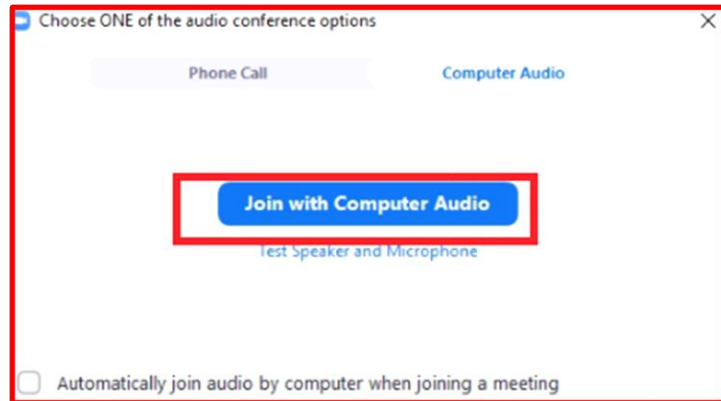 Choose ONE of the audio conference options
Phone Call
Computer Audio
Join with Computer Audio
Test Speaker and Microphone
Automatically join audio by computer when joining a meeting